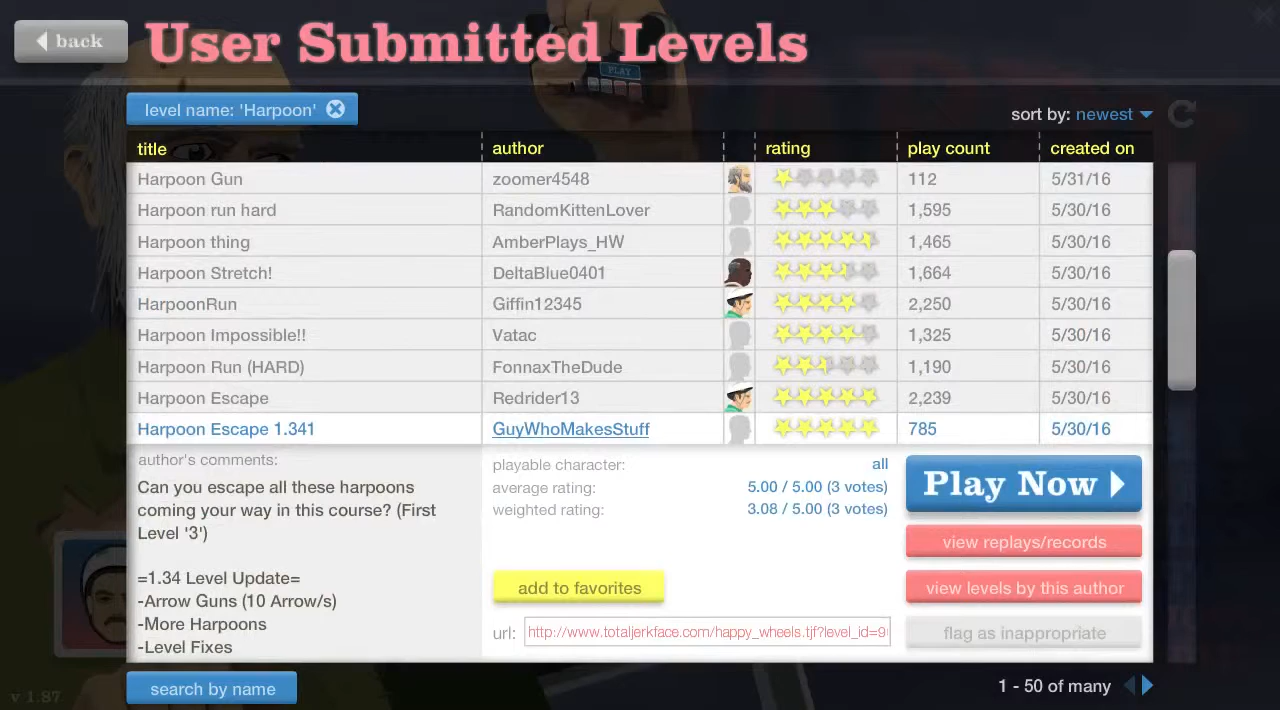 back
User Submitted Levels
PLAY
level name: 'Harpoon'
sort by: newest
title author rating play count created on
Harpoon Gun zoomer4548 112 5/31/16
Harpoon run hard RandomKittenLover 1,595 5/30/16
Harpoon thing AmberPlays_HW 1,465 5/30/16
Harpoon Stretch! DeltaBlue0401 1,664 5/30/16
HarpoonRun Giffin12345 2,250 5/30/16
Harpoon Impossible!! Vatac 1,325 5/30/16
Harpoon Run (HARD) FonnaxTheDude 1,190 5/30/16
Harpoon Escape Redrider13 2,239 5/30/16
Harpoon Escape 1.341 GuyWhoMakesStuff 785 5/30/16
author's comments:
Can you escape all these harpoons
coming your way in this course? (First
Level '3')
=1.34 Level Update=
-Arrow Guns (10 Arrow/s)
-More Harpoons
-Level Fixes
playable character: all
average rating: 5.00 / 5.00 (3 votes)
weighted rating: 3.08 / 5.00 (3 votes)
add to favorites
url: http://www.totaljerkface.com/happy_wheels.tjf?level_id=9
Play Now
view replays/records
view levels by this author
flag as inappropriate
v 1.87
search by name
1 - 50 of many